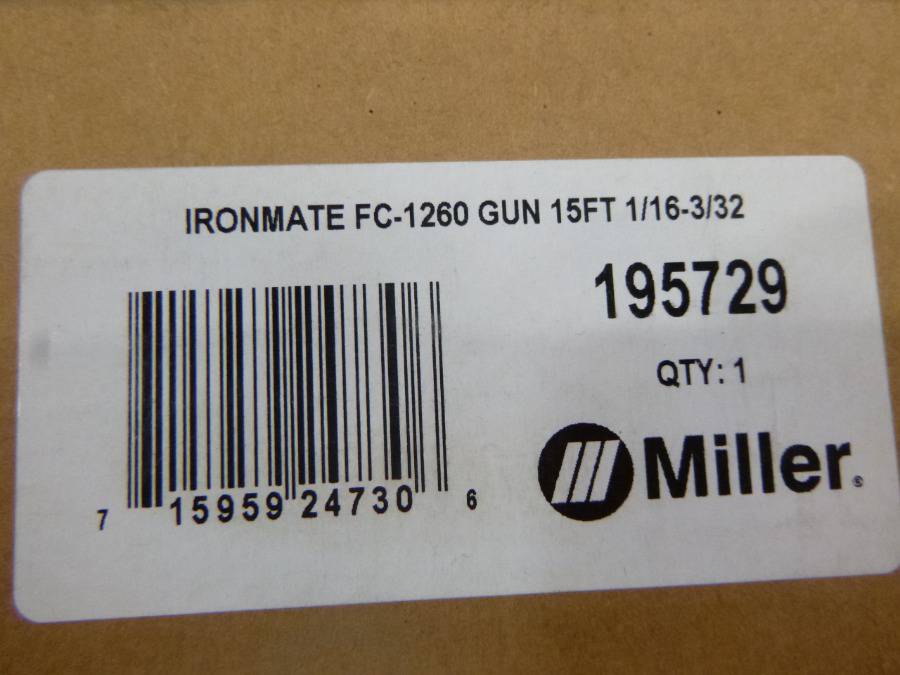 IRONMATE FC-1260 GUN 15FT 1/16-3/32
195729
QTY: 1
Miller®
7 15959 24730 6